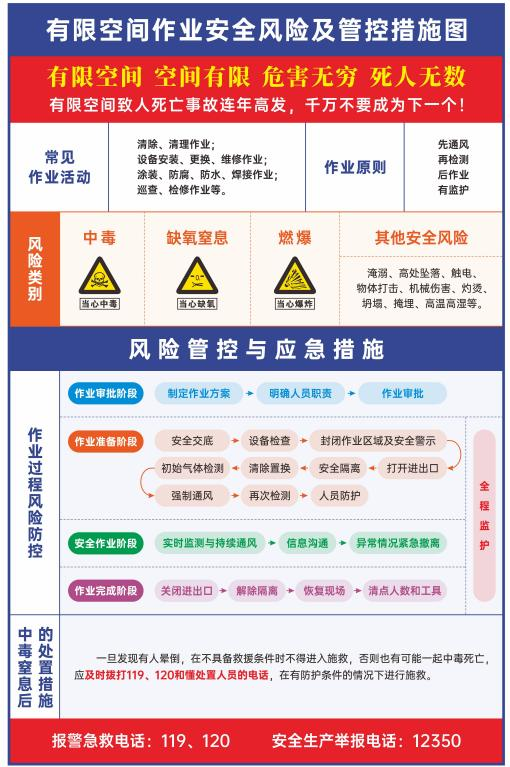 有限空间作业安全风险及管控措施图
有限空间 空间有限 危害无穷 死人无数
有限空间致人死亡事故连年高发，千万不要成为下一个！
常见
作业活动
清除、清理作业；
设备安装、更换、维修作业；
涂装、防腐、防水、焊接作业；
巡查、检修作业等。
作业原则
先通风
再检测
后作业
有监护
风险类别
中毒
当心中毒
缺氧窒息
当心缺氧
燃爆
当心爆炸
其他安全风险
淹溺、高处坠落、触电、
物体打击、机械伤害、灼烫、
坍塌、掩埋、高温高湿等。
风险管控与应急措施
作业过程风险防控
作业审批阶段 制定作业方案 明确人员职责 作业审批
作业准备阶段 安全交底 设备检查 封闭作业区域及安全警示
初始气体检测 清除置换 安全隔离 打开进出口
强制通风 再次检测 人员防护
安全作业阶段 实时监测与持续通风 信息沟通 异常情况紧急撤离
作业完成阶段 关闭进出口 解除隔离 恢复现场 清点人数和工具
全程监护
中毒窒息后
的处置措施
一旦发现有人晕倒，在不具备救援条件时不得进入施救，否则也有可能一起中毒死亡，
应及时拨打119、120和懂处置人员的电话，在有防护条件的情况下进行施救。
报警急救电话：119、120 安全生产举报电话：12350